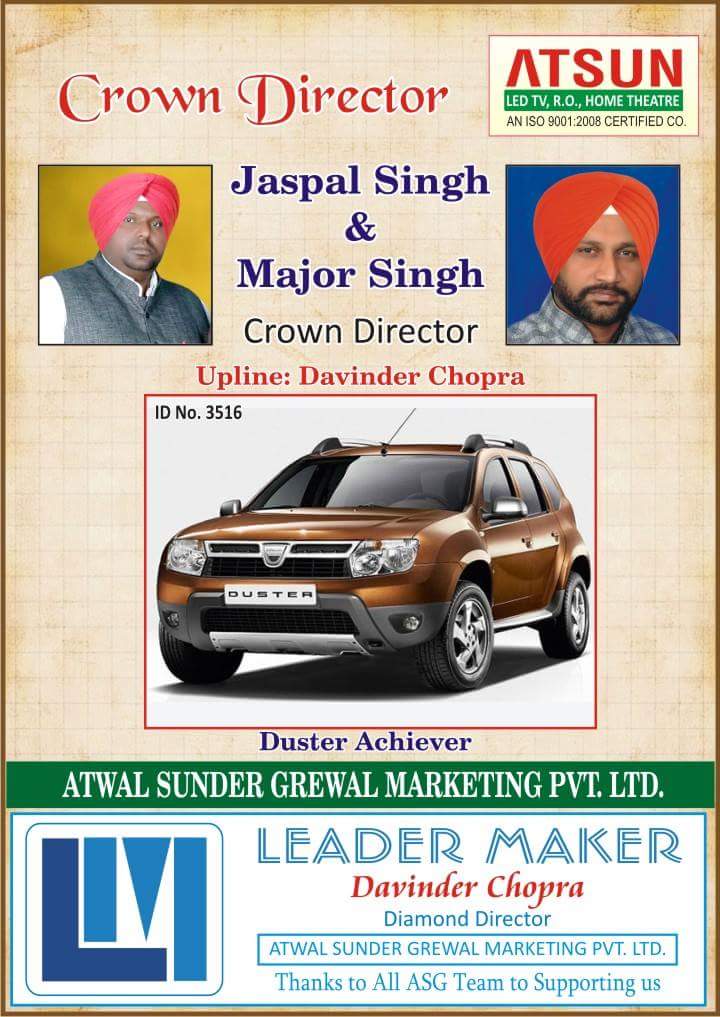 Crown Director
ATSUN
LED TV, R.O., HOME THEATRE
AN ISO 9001:2008 CERTIFIED CO.
Jaspal Singh
&
Major Singh
Crown Director
Upline: Davinder Chopra
ID No. 3516
DUSTER
Duster Achiever
ATWAL SUNDER GREWAL MARKETING PVT. LTD.
LM
LEADER MAKER
Davinder Chopra
Diamond Director
ATWAL SUNDER GREWAL MARKETING PVT. LTD.
Thanks to All ASG Team to Supporting us